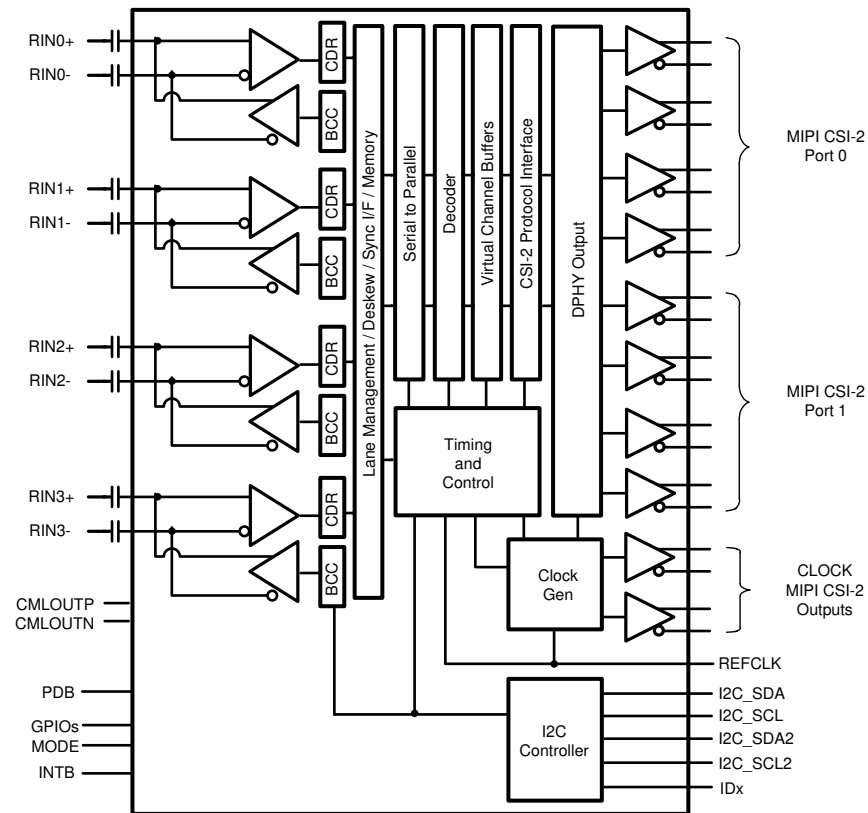 RIN0+
RIN0-
CDR
BCC
RIN1+
RIN1-
CDR
BCC
RIN2+
RIN2-
CDR
BCC
RIN3+
RIN3-
CDR
BCC
Lane Management / Deskew / Sync I/F / Memory
Serial to Parallel
Decoder
Virtual Channel Buffers
CSI-2 Protocol Interface
DPHY Output
Timing
and
Control
Clock
Gen
I2C
Controller
MIPI CSI-2
Port 0
MIPI CSI-2
Port 1
CLOCK
MIPI CSI-2
Outputs
CMLOUTP
CMLOUTN
PDB
GPIOs
MODE
INTB
REFCLK
I2C_SDA
I2C_SCL
I2C_SDA2
I2C_SCL2
IDx